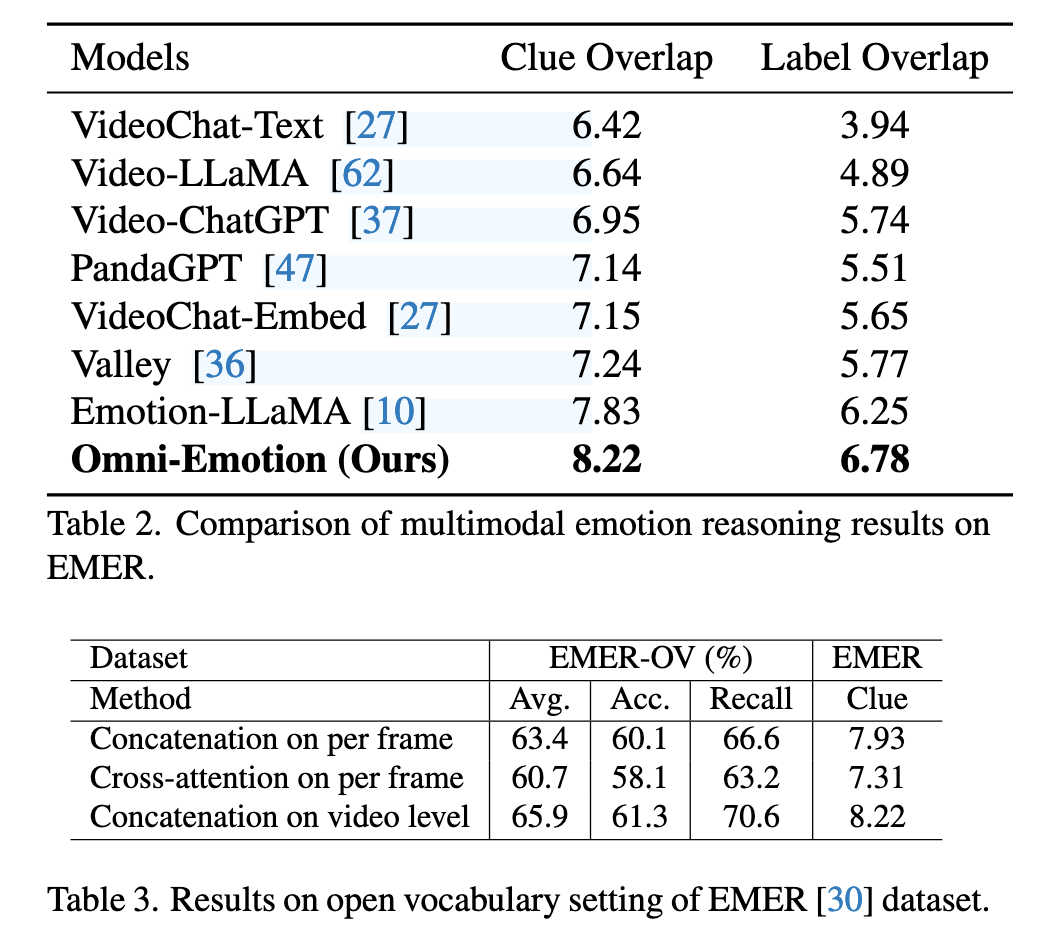 Models Clue Overlap Label Overlap
VideoChat-Text [27] 6.42 3.94
Video-LLaMA [62] 6.64 4.89
Video-ChatGPT [37] 6.95 5.74
PandaGPT [47] 7.14 5.51
VideoChat-Embed [27] 7.15 5.65
Valley [36] 7.24 5.77
Emotion-LLaMA [10] 7.83 6.25
Omni-Emotion (Ours) 8.22 6.78
Table 2. Comparison of multimodal emotion reasoning results on
EMER.
Dataset EMER-OV (%) EMER
Method Avg. Acc. Recall Clue
Concatenation on per frame 63.4 60.1 66.6 7.93
Cross-attention on per frame 60.7 58.1 63.2 7.31
Concatenation on video level 65.9 61.3 70.6 8.22
Table 3. Results on open vocabulary setting of EMER [30] dataset.